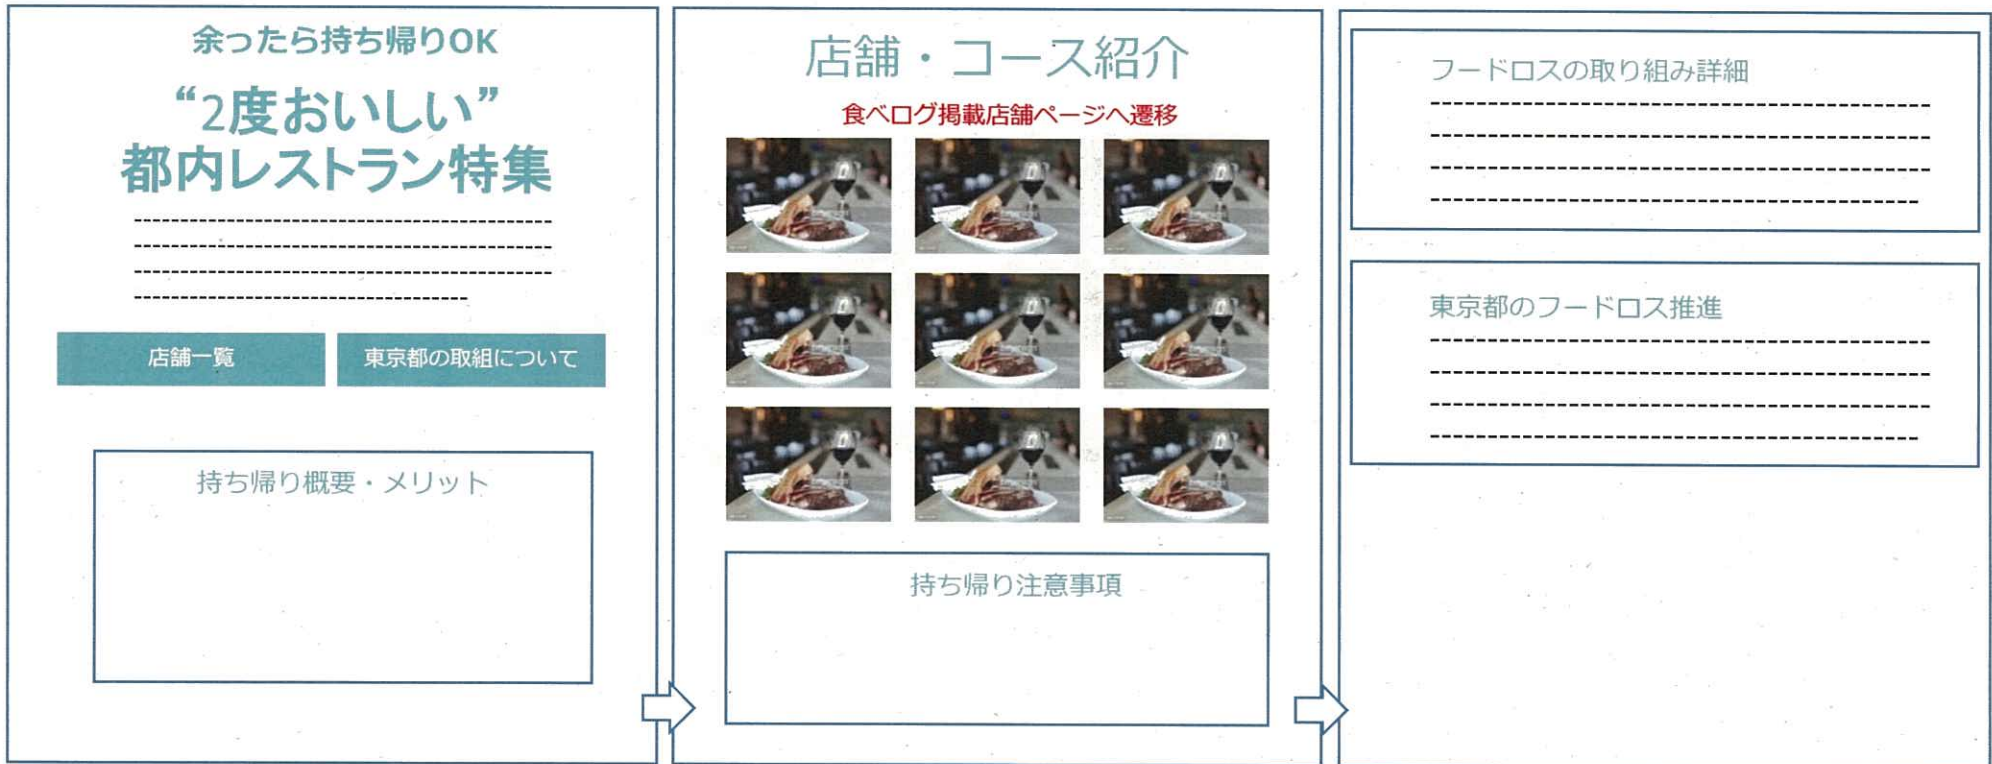 余ったら持ち帰りOK
“2度おいしい”
都内レストラン特集
店舗一覧
東京都の取組について
持ち帰り概要・メリット
店舗・コース紹介
食べログ掲載店舗ページへ遷移
持ち帰り注意事項
フードロスの取り組み詳細
東京都のフードロス推進